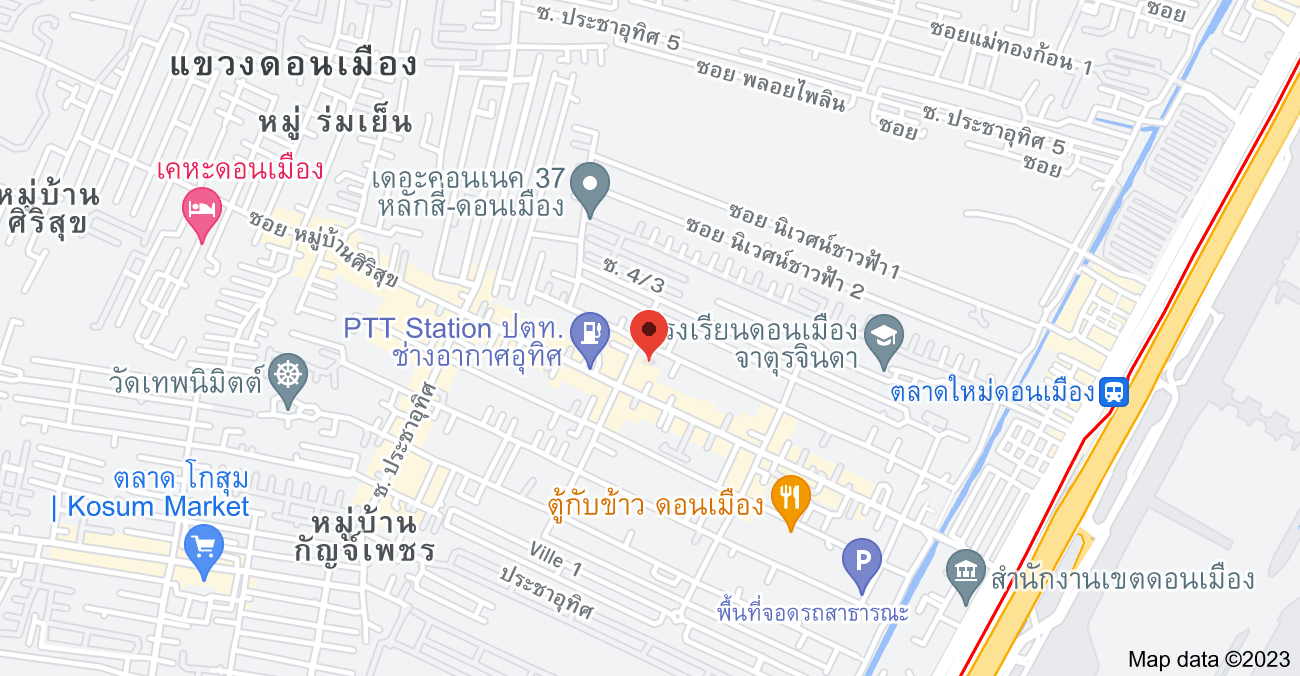 ซ. ประชาอุทิศ 5
ซอย
ซอยแม่ทองก้อน 1
แขวงดอนเมือง
ซอย พลอยไพลิน
หมู่ ร่มเย็น
ซอย
ซ. ประชาอุทิศ 5
ซอย
เคหะดอนเมือง
เดอะคอนเนค 37
หลักสี่-ดอนเมือง
หมู่บ้าน
ศิริสุข
ซอย หมู่บ้านศิริสุข
ซอย นิเวศน์ชาวฟ้า1
ซอย นิเวศน์ชาวฟ้า 2
ซ. 4/3
PTT Station ปตท.
ช่างอากาศอุทิศ
รงเรียนดอนเมือง
จาตุรจินดา
วัดเทพนิมิตต์
ตลาดใหม่ดอนเมือง
ซ. ประชาอุทิศ
ตลาด โกสุม
| Kosum Market
ตู้กับข้าว ดอนเมือง
หมู่บ้าน
กัญจ์เพชร
Ville 1
ประชาอุทิศ
P
พื้นที่จอดรถสาธารณะ
สำนักงานเขตดอนเมือง
Map data ©2023